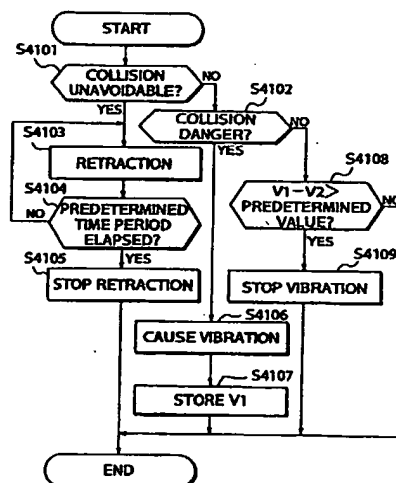 START
S4101
COLLISION
UNAVOIDABLE?
NO
YES
S4102
COLLISION
DANGER?
NO
YES
S4103
RETRACTION
S4104
PREDETERMINED
TIME PERIOD
ELAPSED?
NO
YES
S4105
STOP RETRACTION
S4108
V1-V2>
PREDETERMINED
VALUE?
NO
YES
S4109
STOP VIBRATION
S4106
CAUSE VIBRATION
S4107
STORE V1
END